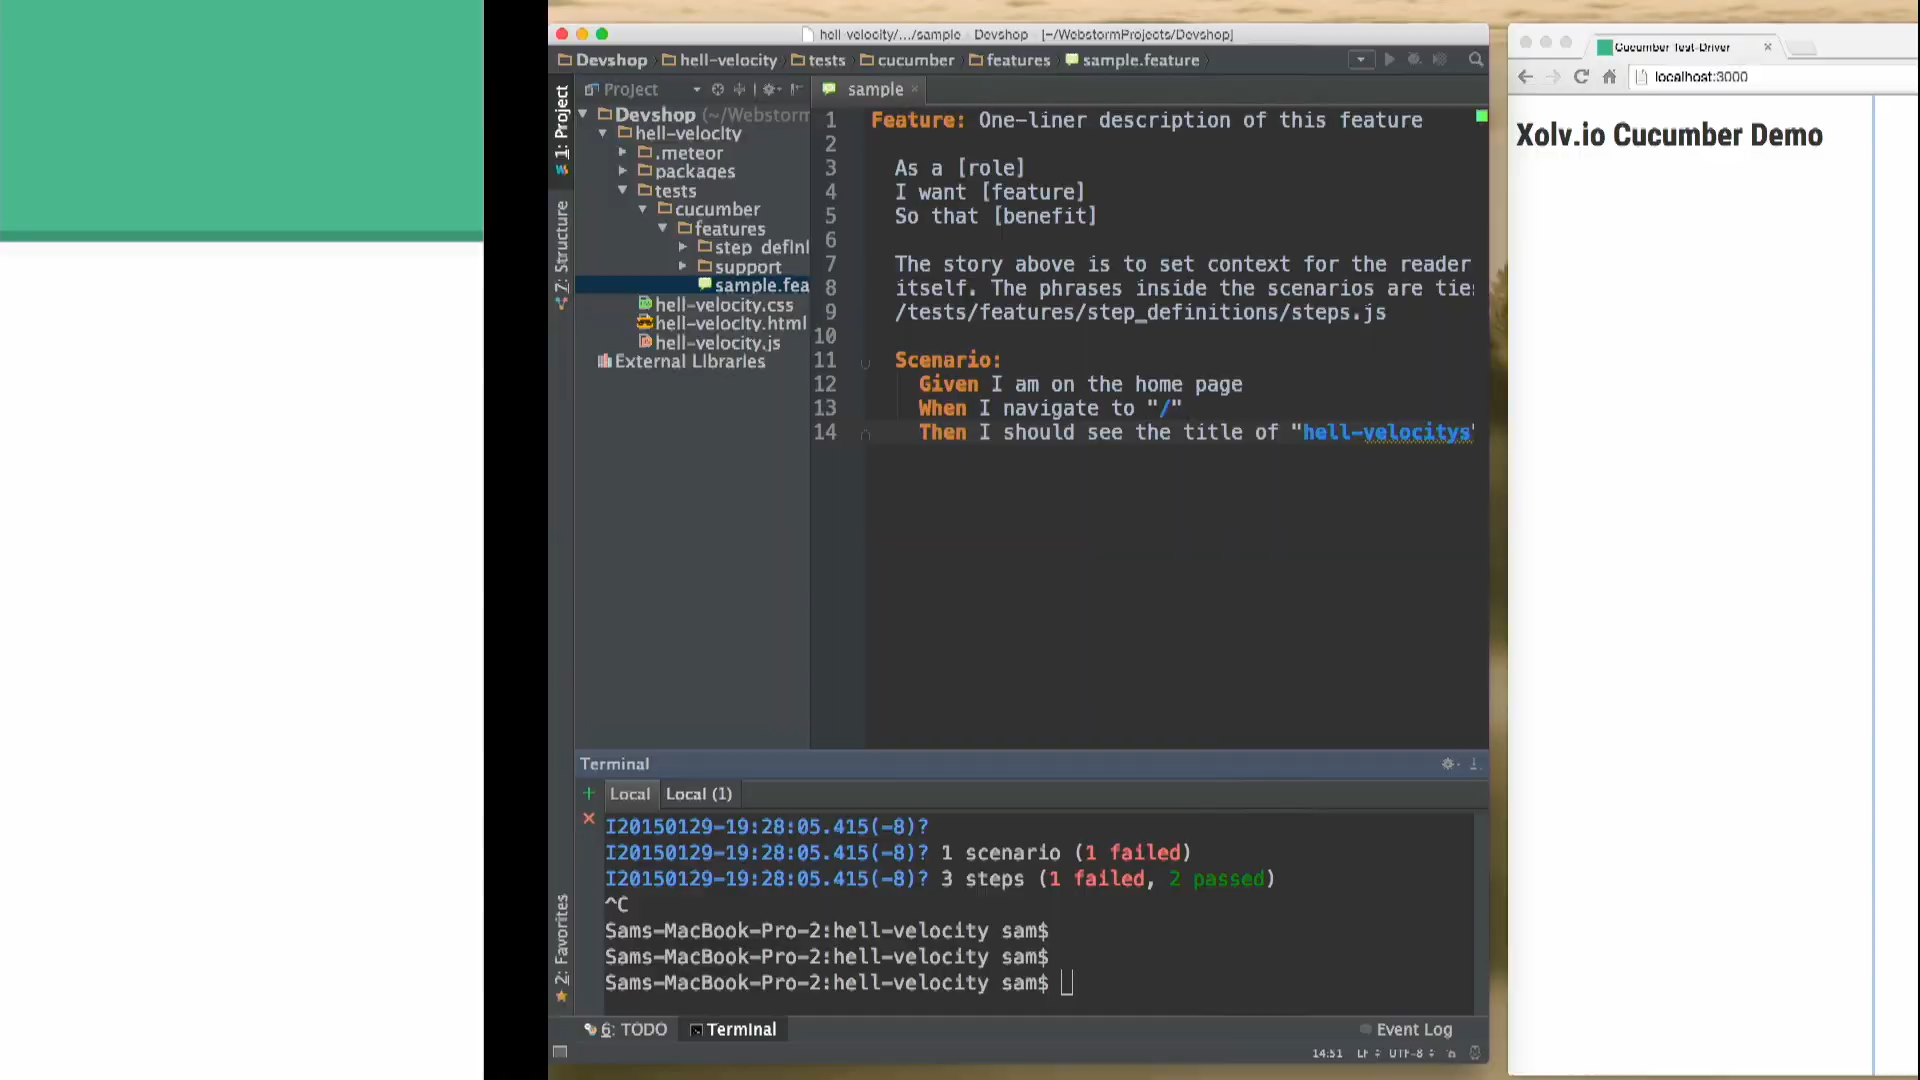 hell-velocity/.../sample - Devshop - [~/WebstormProjects/Devshop]
Devshop hell-velocity tests cucumber features sample.feature
Project
sample
1: Project
7: Structure
2: Favorites
Devshop (~/Webstorm
hell-velocity
.meteor
packages
tests
cucumber
features
step_defini
support
sample.fea
hell-velocity.css
hell-velocity.html
hell-velocity.js
External Libraries
1 Feature: One-liner description of this feature
2
3 As a [role]
4 I want [feature]
5 So that [benefit]
6
7 The story above is to set context for the reader
8 itself. The phrases inside the scenarios are tie
9 /tests/features/step_definitions/steps.js
10
11 Scenario:
12 Given I am on the home page
13 When I navigate to "/"
14 Then I should see the title of "hell-velocitys"
Terminal
Local Local (1)
I20150129-19:28:05.415(-8)?
I20150129-19:28:05.415(-8)? 1 scenario (1 failed)
I20150129-19:28:05.415(-8)? 3 steps (1 failed, 2 passed)
^C
Sams-MacBook-Pro-2:hell-velocity sam$
Sams-MacBook-Pro-2:hell-velocity sam$
Sams-MacBook-Pro-2:hell-velocity sam$
6: TODO Terminal Event Log
14:51 LF UTF-8
Cucumber Test-Driver
localhost:3000
Xolv.io Cucumber Demo